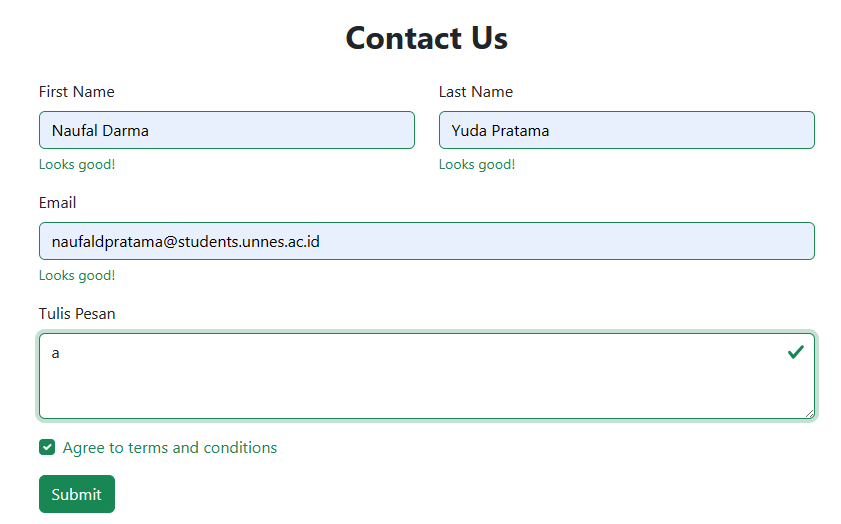 Contact Us
First Name
Last Name
Naufal Darma
Yuda Pratama
Looks good!
Looks good!
Email
naufaldpratama@students.unnes.ac.id
Looks good!
Tulis Pesan
a
Agree to terms and conditions
Submit